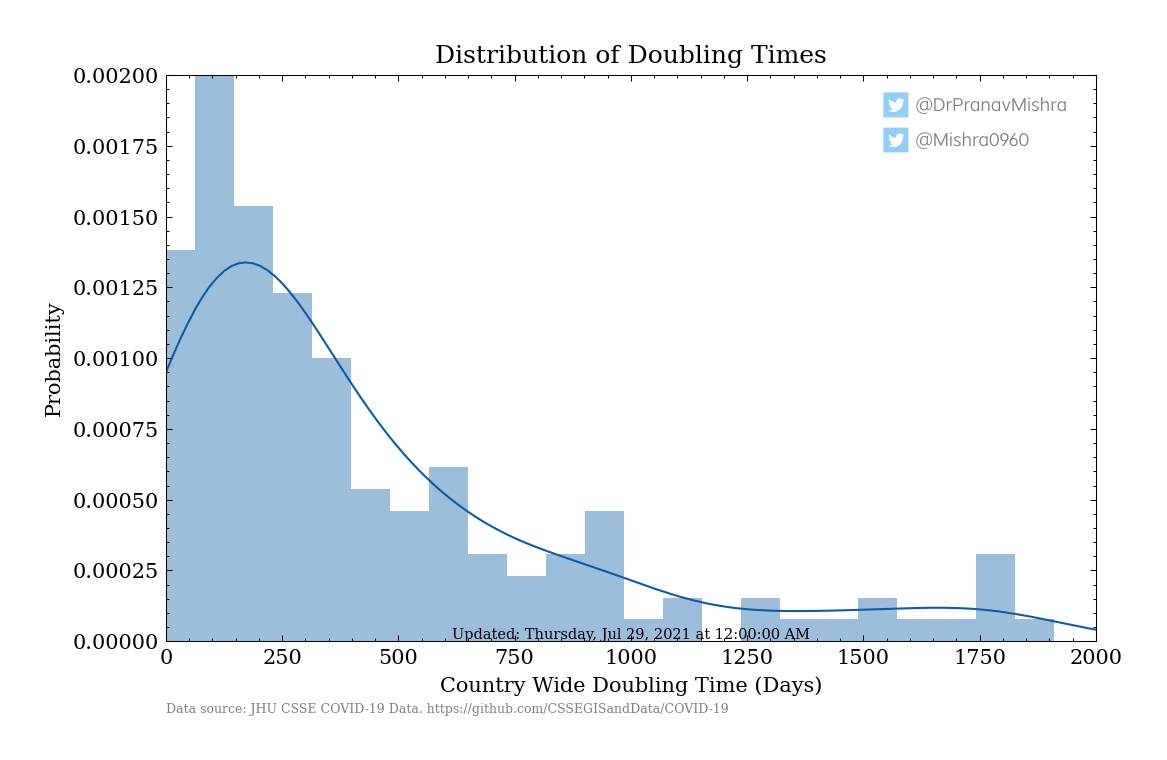 Distribution of Doubling Times
@DrPranavMishra
@Mishra0960
0.00200
0.00175
0.00150
0.00125
0.00100
0.00075
0.00050
0.00025
0.00000
Probability
Updated: Thursday, Jul 29, 2021 at 12:00:00 AM
0 250 500 750 1000 1250 1500 1750 2000
Country Wide Doubling Time (Days)
Data source: JHU CSSE COVID-19 Data. https://github.com/CSSEGISandData/COVID-19